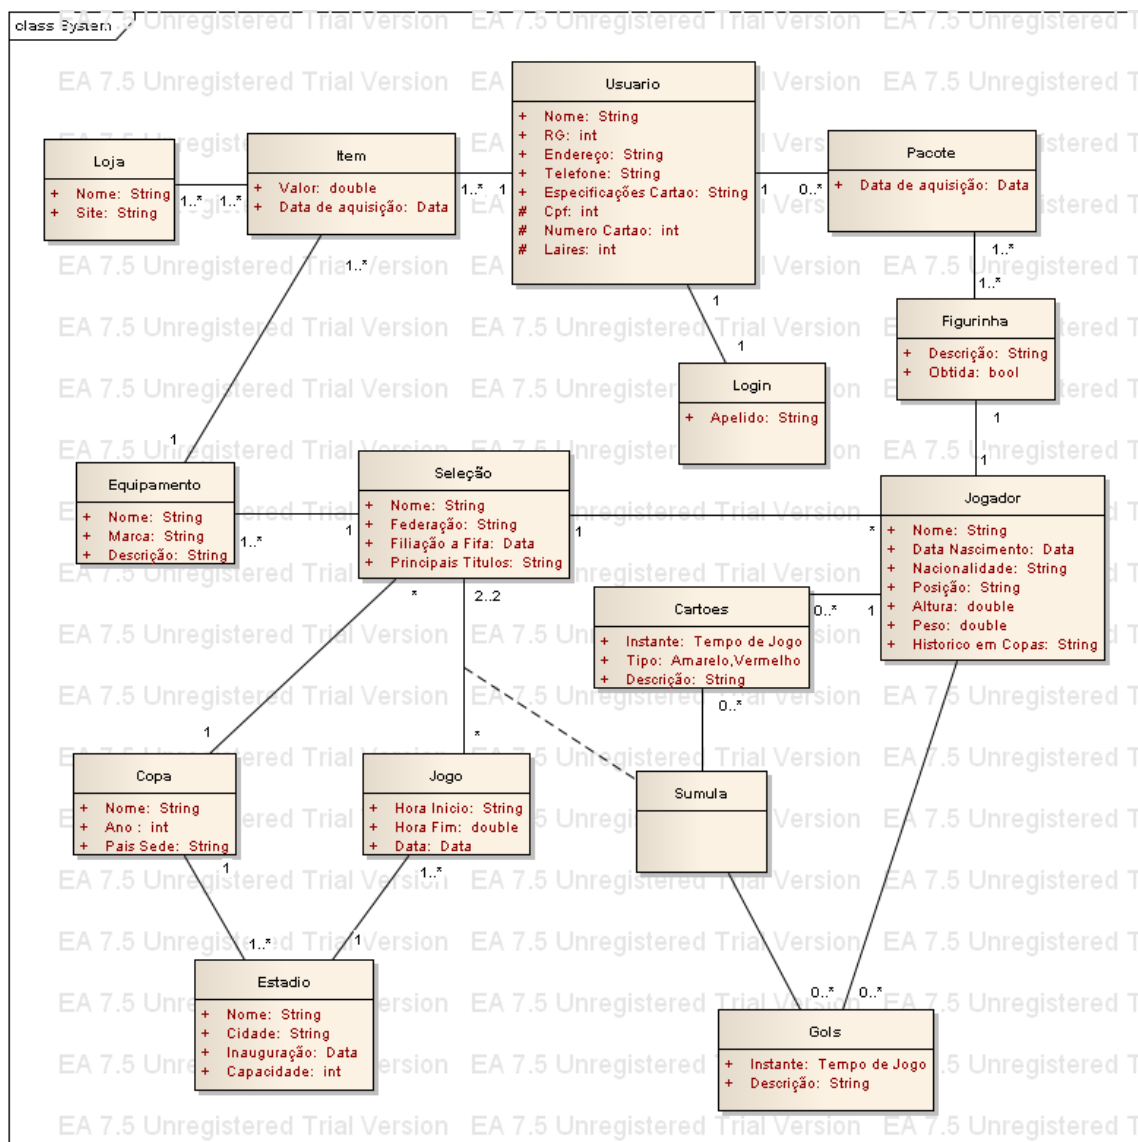 class System
EA 7.5 Unregistered Trial Version
Usuario
+ Nome: String
+ RG: int
+ Endereço: String
+ Telefone: String
+ Especificações Cartao: String
# Cpf: int
# Numero Cartao: int
# Laires: int
Loja
+ Nome: String
+ Site: String
1..*
1..*
Item
+ Valor: double
+ Data de aquisição: Data
1..*
1
Pacote
+ Data de aquisição: Data
1
0..*
1..*
1..*
1..*
Figurinha
+ Descrição: String
+ Obtida: bool
1
1
Login
+ Apelido: String
1
1
1
Equipamento
+ Nome: String
+ Marca: String
+ Descrição: String
1..*
1
Seleção
+ Nome: String
+ Federação: String
+ Filiação a Fifa: Data
+ Principais Titulos: String
1
*
Jogador
+ Nome: String
+ Data Nascimento: Data
+ Nacionalidade: String
+ Posição: String
+ Altura: double
+ Peso: double
+ Historico em Copas: String
*
2..2
Cartoes
+ Instante: Tempo de Jogo
+ Tipo: Amarelo,Vermelho
+ Descrição: String
0..*
1
0..*
1
*
Copa
+ Nome: String
+ Ano : int
+ Pais Sede: String
Jogo
+ Hora Inicio: String
+ Hora Fim: double
+ Data: Data
Sumula
1
1..*
1..*
1
Estadio
+ Nome: String
+ Cidade: String
+ Inauguração: Data
+ Capacidade: int
0..*
0..*
Gols
+ Instante: Tempo de Jogo
+ Descrição: String